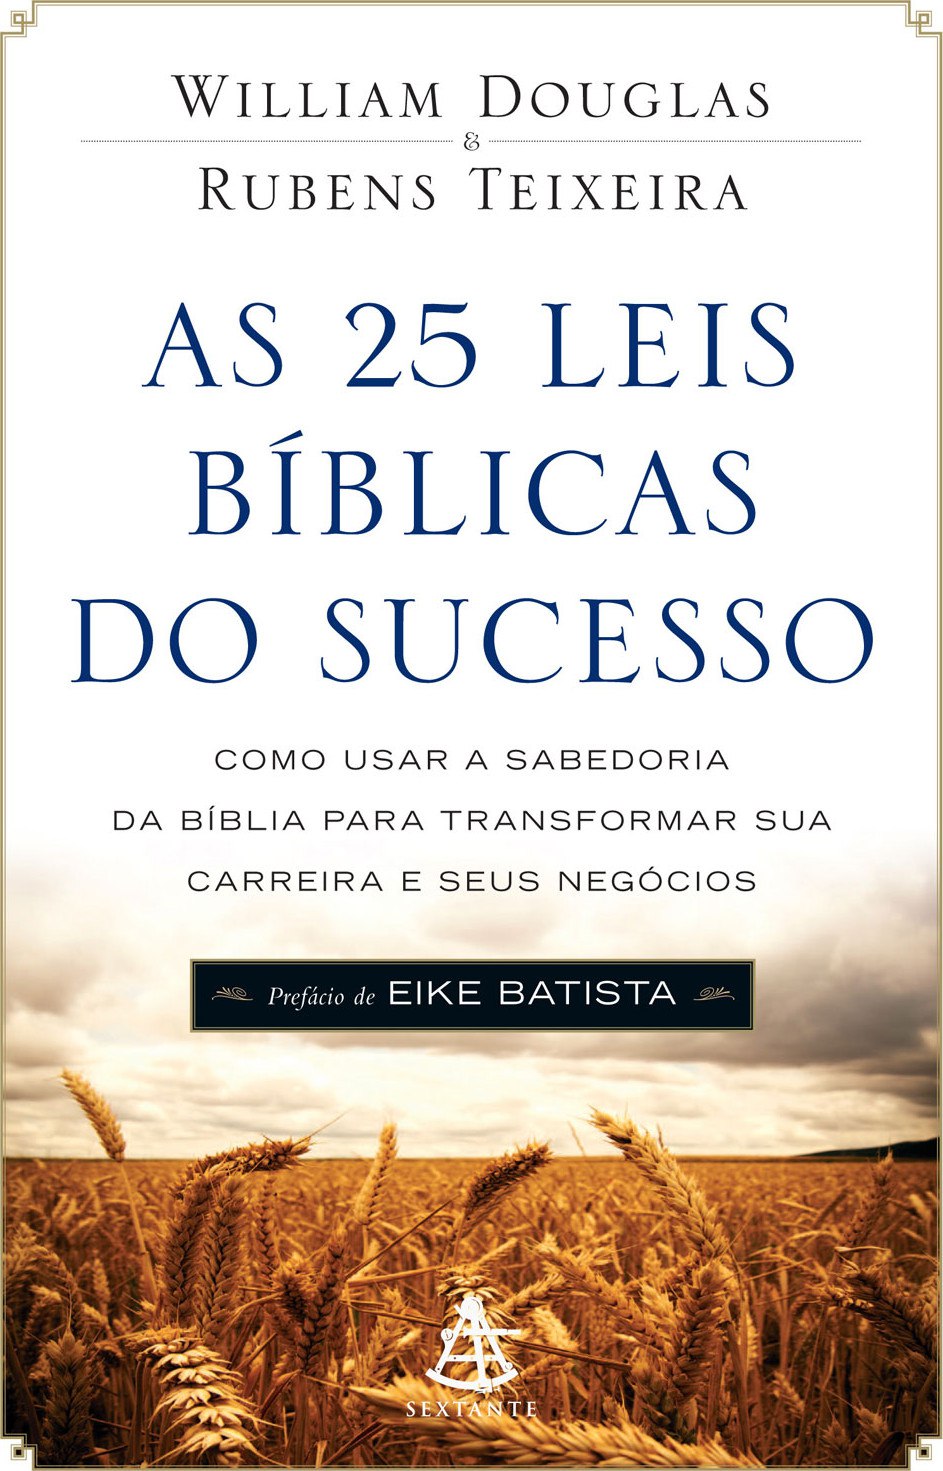 WILLIAM DOUGLAS
&
RUBENS TEIXEIRA
AS 25 LEIS
BÍBLICAS
DO SUCESSO
COMO USAR A SABEDORIA
DA BÍBLIA PARA TRANSFORMAR SUA
CARREIRA E SEUS NEGÓCIOS
Prefácio de EIKE BATISTA
SEXTANTE